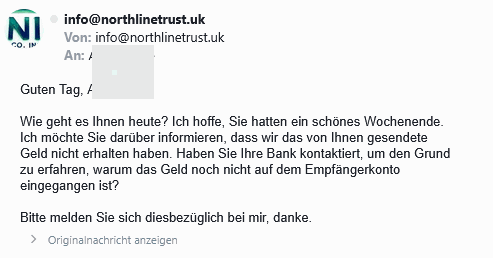 NI
CO. IN
info@northlinetrust.uk
Von: info@northlinetrust.uk
An: A
Guten Tag, A
Wie geht es Ihnen heute? Ich hoffe, Sie hatten ein schönes Wochenende.
Ich möchte Sie darüber informieren, dass wir das von Ihnen gesendete
Geld nicht erhalten haben. Haben Sie Ihre Bank kontaktiert, um den Grund
zu erfahren, warum das Geld noch nicht auf dem Empfängerkonto
eingegangen ist?
Bitte melden Sie sich diesbezüglich bei mir, danke.
Originalnachricht anzeigen